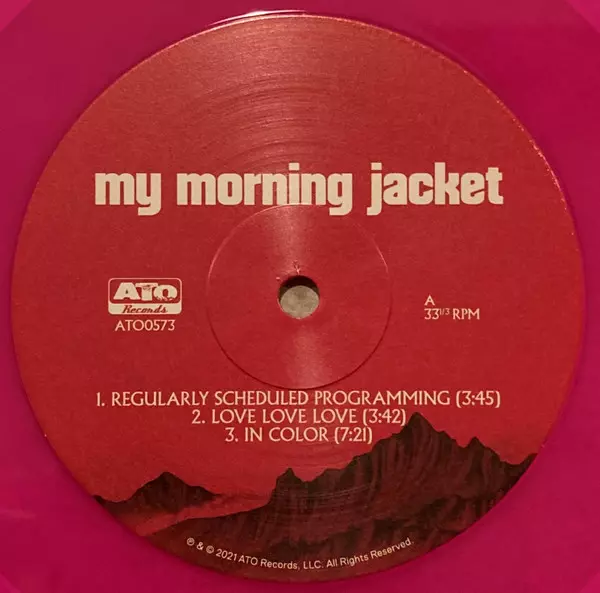 my morning jacket
ATO
Records
ATO0573
A
33 1/3 RPM
1. REGULARLY SCHEDULED PROGRAMMING (3:45)
2. LOVE LOVE LOVE (3:42)
3. IN COLOR (7:21)
℗ & © 2021 ATO Records, LLC. All Rights Reserved.